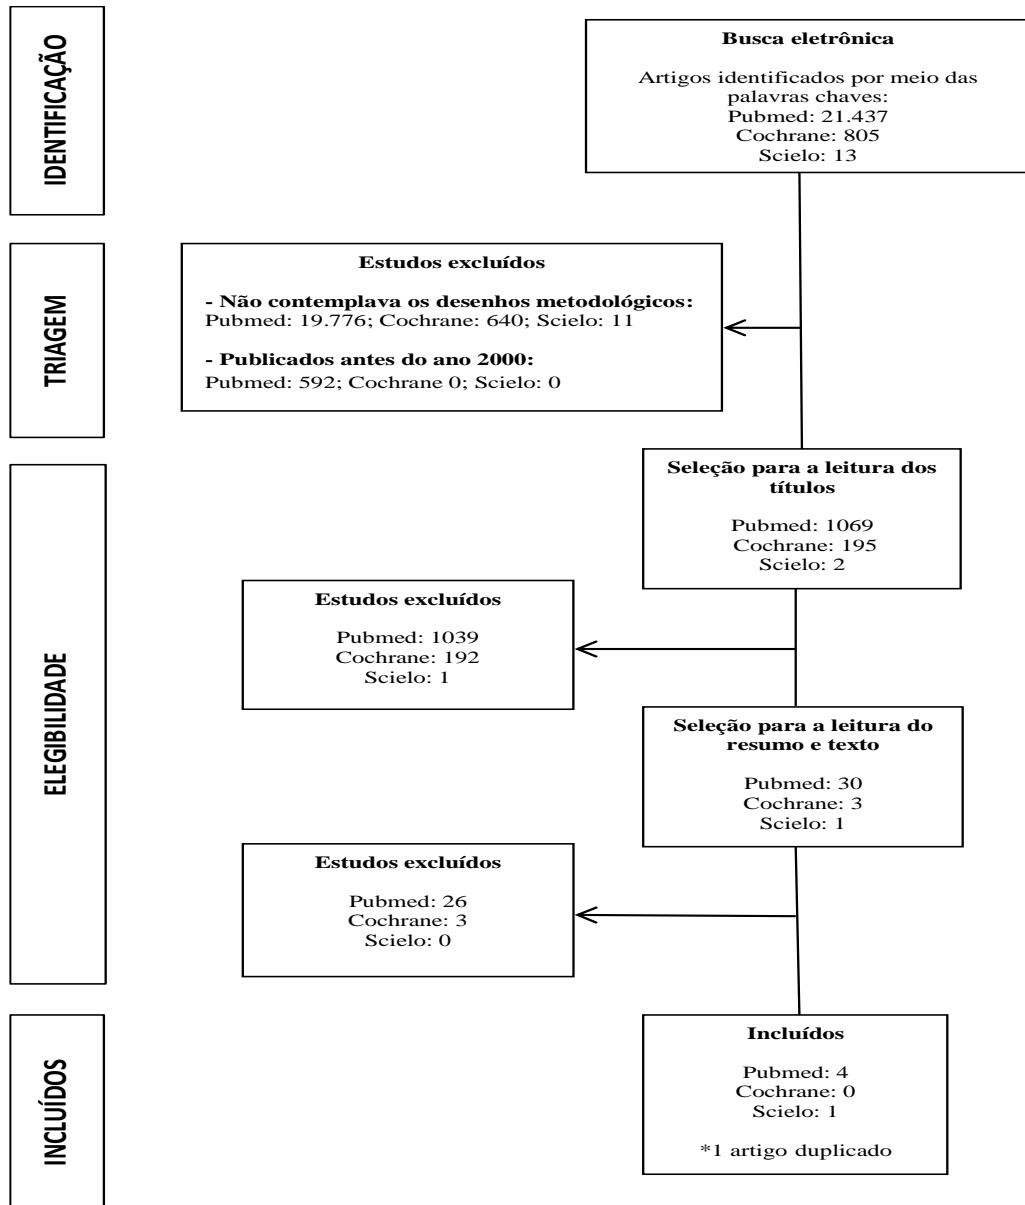 IDENTIFICAÇÃO
Busca eletrônica
Artigos identificados por meio das
palavras chaves:
Pubmed: 21.437
Cochrane: 805
Scielo: 13
TRIAGEM
Estudos excluídos
- Não contemplava os desenhos metodológicos:
Pubmed: 19.776; Cochrane: 640; Scielo: 11
- Publicados antes do ano 2000:
Pubmed: 592; Cochrane 0; Scielo: 0
ELEGIBILIDADE
Seleção para a leitura dos
títulos
Pubmed: 1069
Cochrane: 195
Scielo: 2
Estudos excluídos
Pubmed: 1039
Cochrane: 192
Scielo: 1
Seleção para a leitura do
resumo e texto
Pubmed: 30
Cochrane: 3
Scielo: 1
Estudos excluídos
Pubmed: 26
Cochrane: 3
Scielo: 0
INCLUÍDOS
Incluídos
Pubmed: 4
Cochrane: 0
Scielo: 1
*1 artigo duplicado